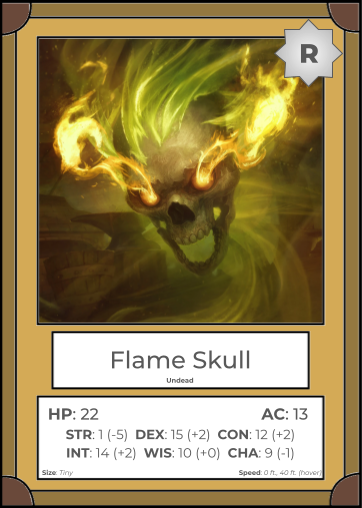 R
Flame Skull
Undead
HP: 22 AC: 13
STR: 1 (-5) DEX: 15 (+2) CON: 12 (+2)
INT: 14 (+2) WIS: 10 (+0) CHA: 9 (-1)
Size: Tiny Speed: 0 ft., 40 ft. (hover)